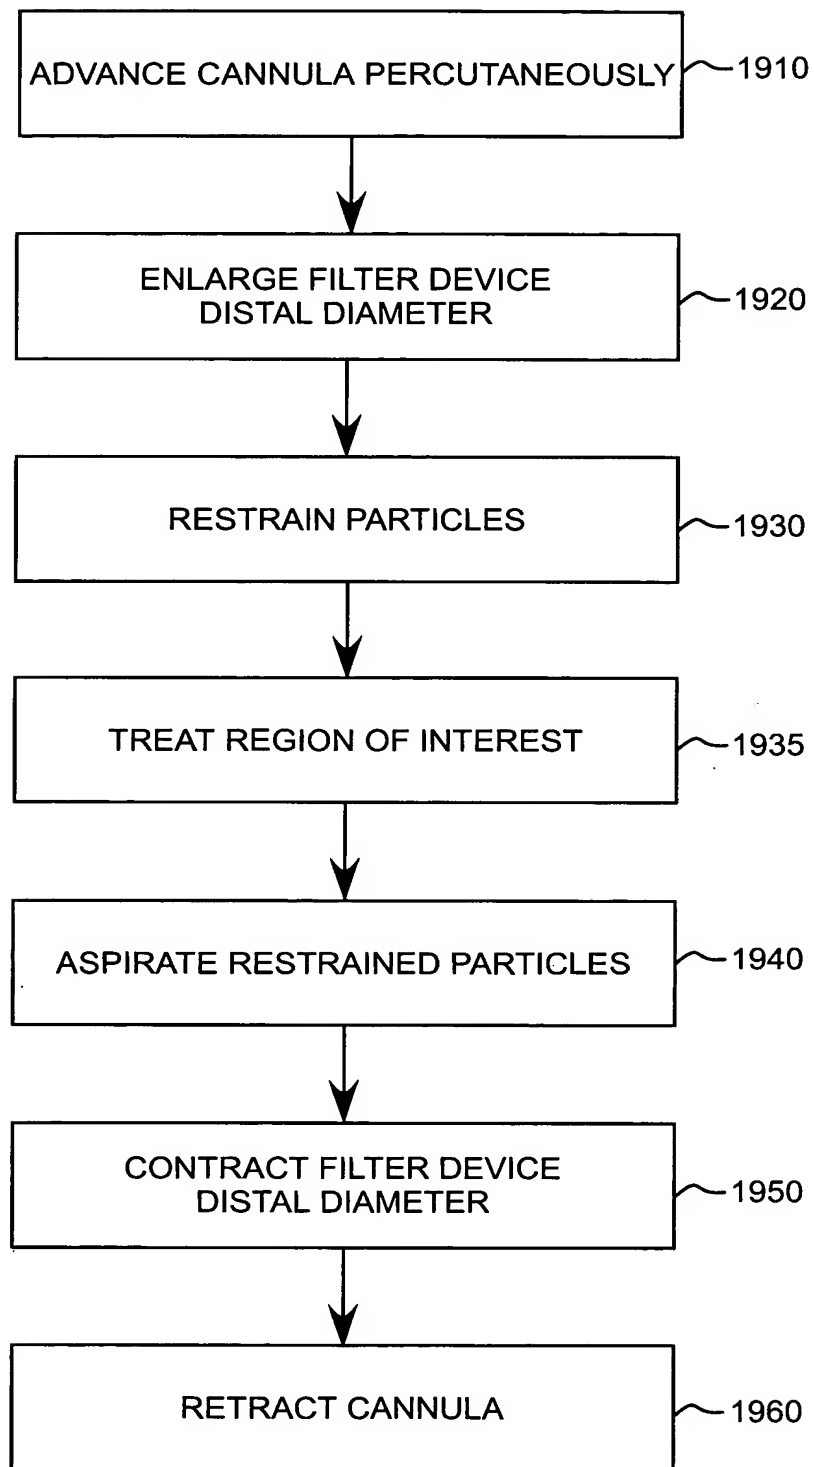 ADVANCE CANNULA PERCUTANEOUSLY 1910
ENLARGE FILTER DEVICE
DISTAL DIAMETER
1920
RESTRAIN PARTICLES 1930
TREAT REGION OF INTEREST 1935
ASPIRATE RESTRAINED PARTICLES 1940
CONTRACT FILTER DEVICE
DISTAL DIAMETER
1950
RETRACT CANNULA 1960